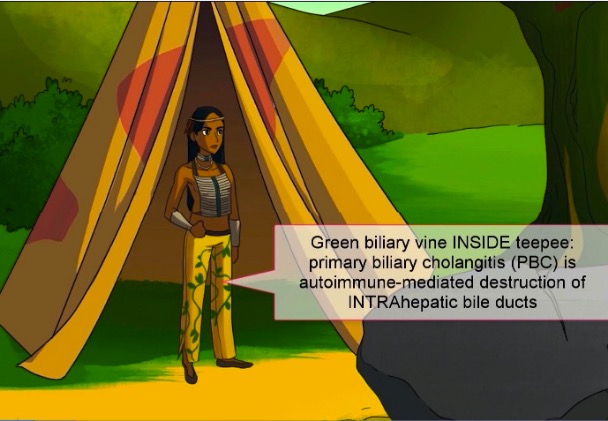 Green biliary vine INSIDE teepee:
primary biliary cholangitis (PBC) is
autoimmune-mediated destruction of
INTRAhepatic bile ducts